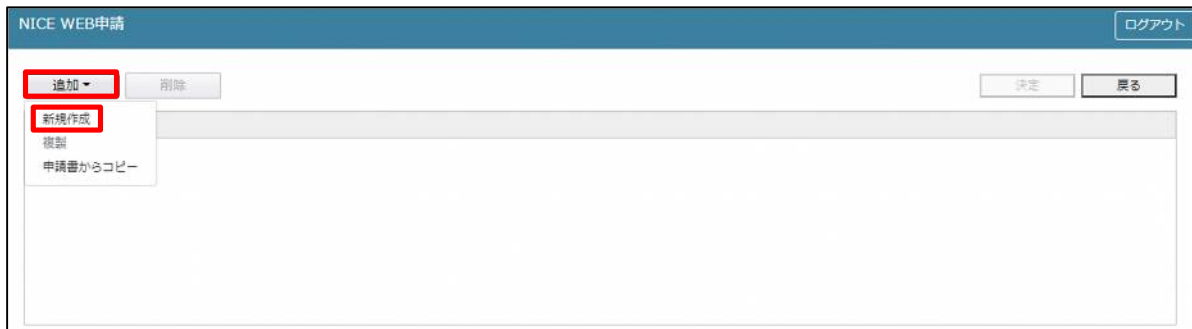 NICE WEB申請
ログアウト
追加▼ 削除 決定 戻る
新規作成
複製
申請書からコピー